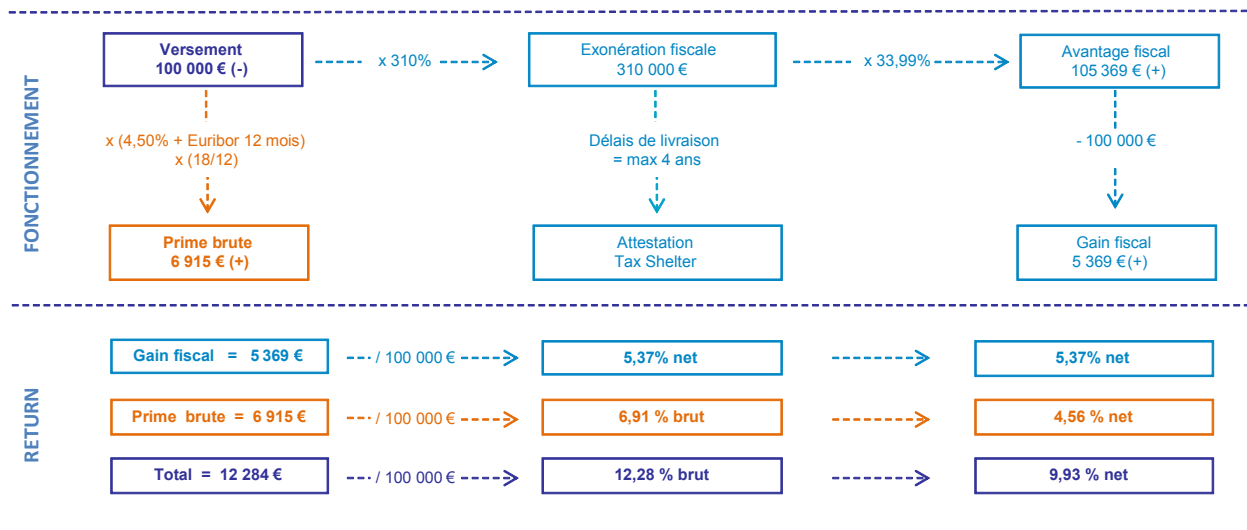 FONCTIONNEMENT
Versement
100 000 € (-)
x 310%
Exonération fiscale
310 000 €
x 33,99%
Avantage fiscal
105 369 € (+)
x (4,50% + Euribor 12 mois)
x (18/12)
Délais de livraison
= max 4 ans
- 100 000 €
Prime brute
6 915 € (+)
Attestation
Tax Shelter
Gain fiscal
5 369 € (+)
RETURN
Gain fiscal = 5 369 €
/ 100 000 €
5,37% net
5,37% net
Prime brute = 6 915 €
/ 100 000 €
6,91 % brut
4,56 % net
Total = 12 284 €
/ 100 000 €
12,28 % brut
9,93 % net